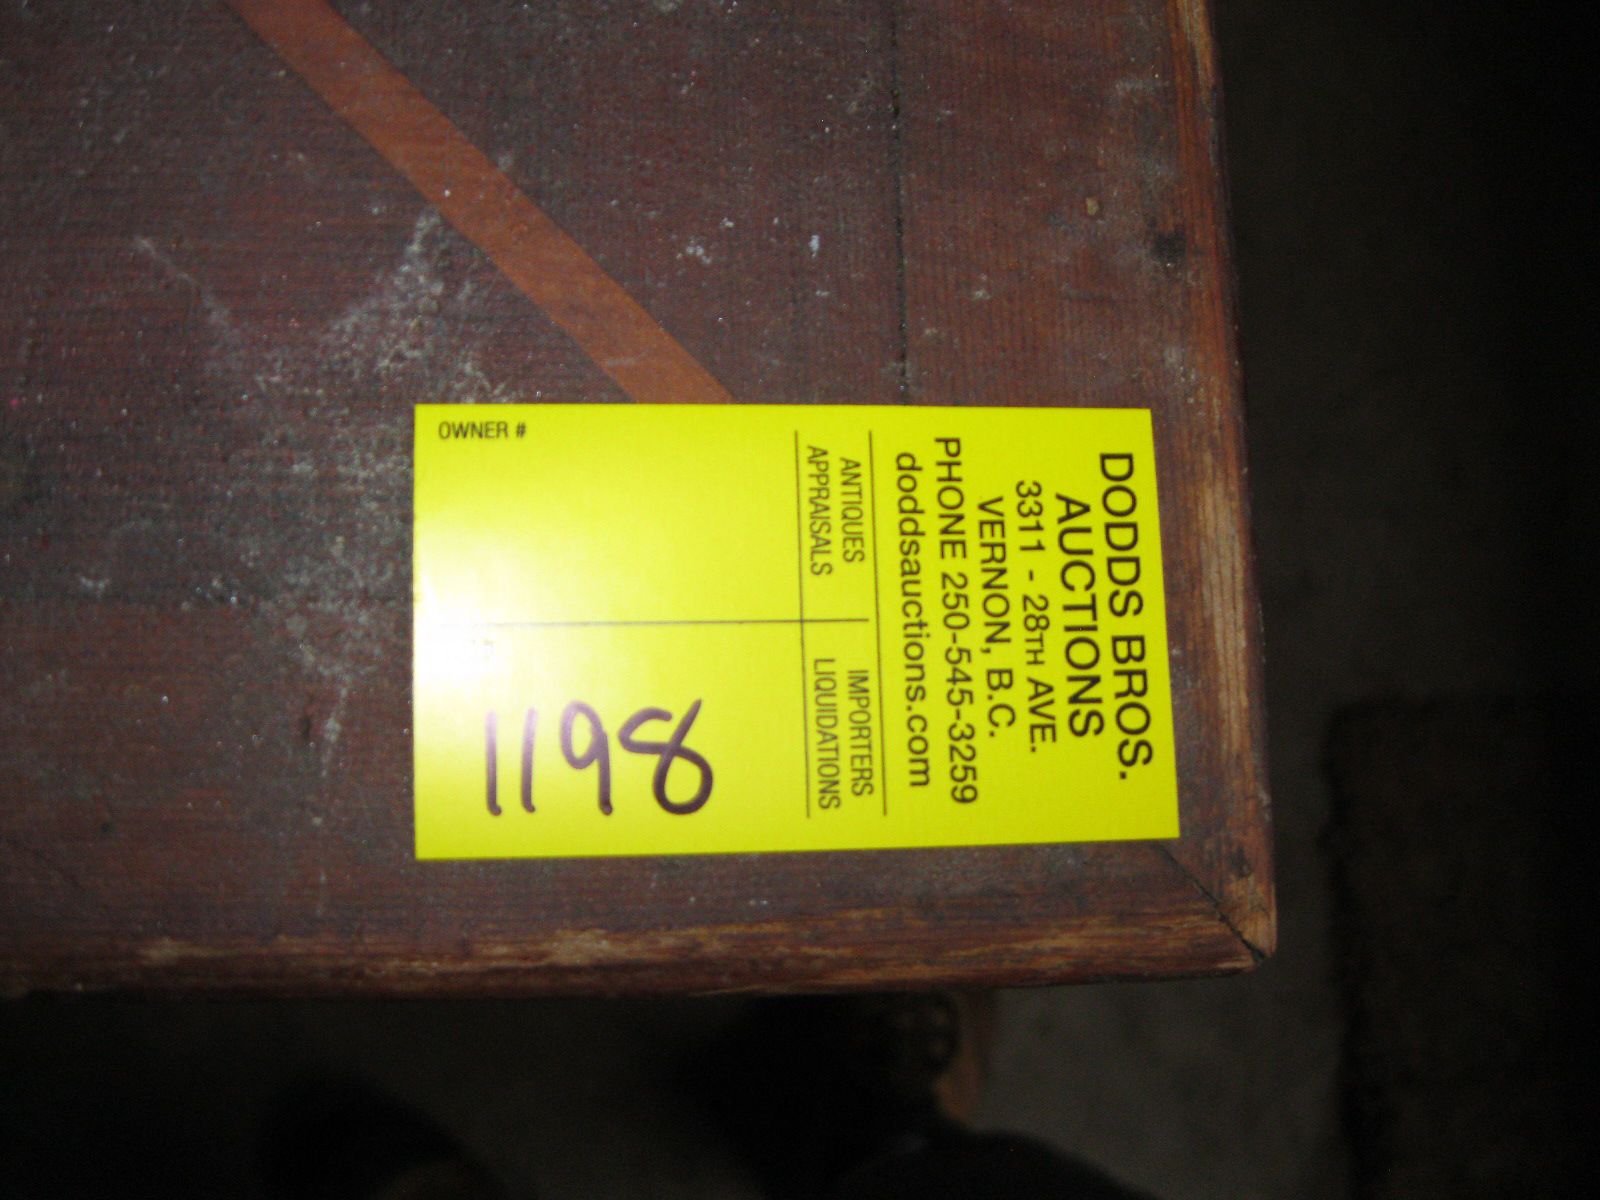 DODDS BROS.
AUCTIONS
3311 - 28TH AVE.
VERNON, B.C.
PHONE 250-545-3259
doddsauctions.com
ANTIQUES IMPORTERS
APPRAISALS LIQUIDATIONS
OWNER #
1198